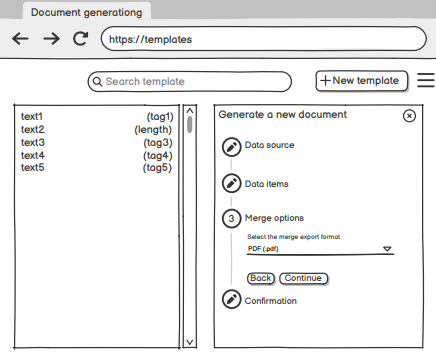 Document generationg
https://templates
Search template
New template
text1 (tag1)
text2 (length)
text3 (tag3)
text4 (tag4)
text5 (tag5)
Generate a new document
Data source
Data items
3 Merge options
Select the merge export format
PDF (.pdf)
Back Continue
Confirmation